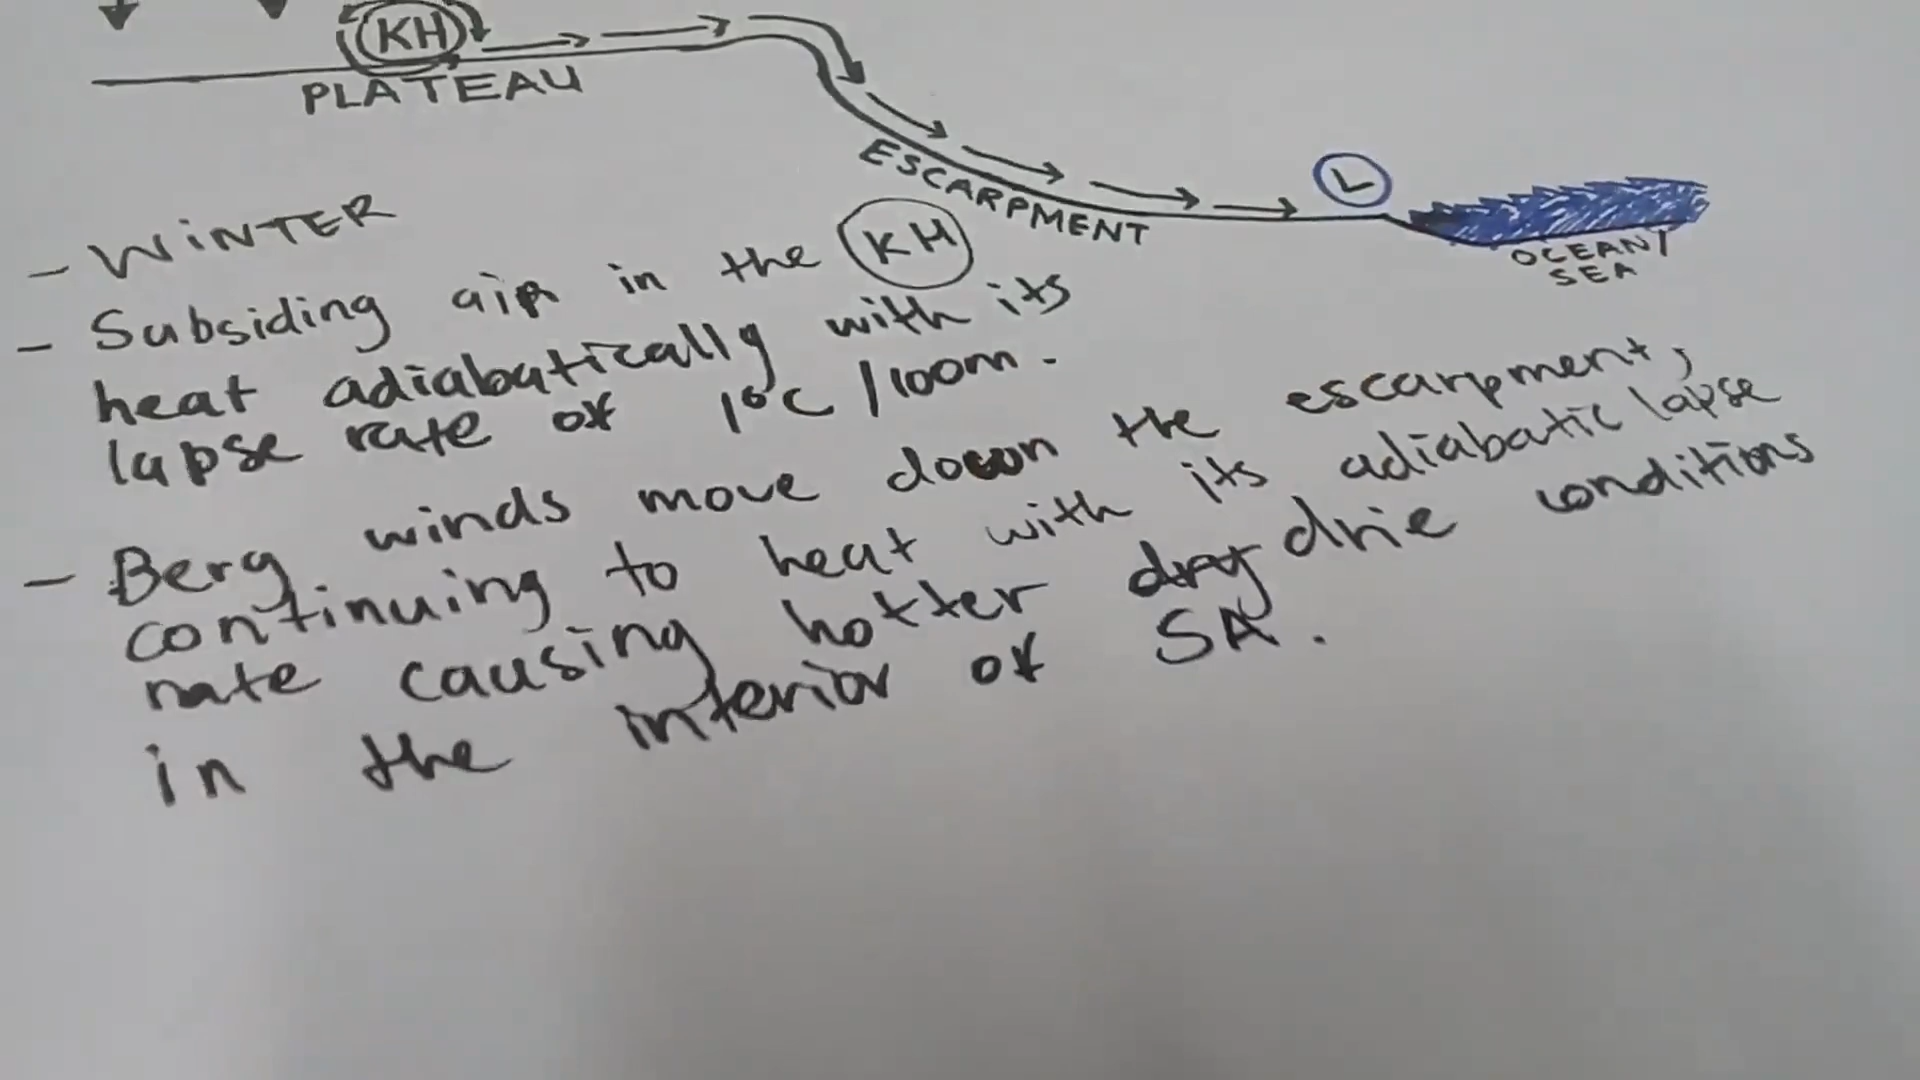 KH
PLATEAU
ESCARPMENT
L
OCEAN/
SEA
- WINTER
- Subsiding air in the KH
heat adiabatically with its
lapse rate of 1°C /100m.
- Berg winds move down the escarpment,
continuing to heat with its adiabatic lapse
rate causing hotter dry drie conditions
in the interior of SA.